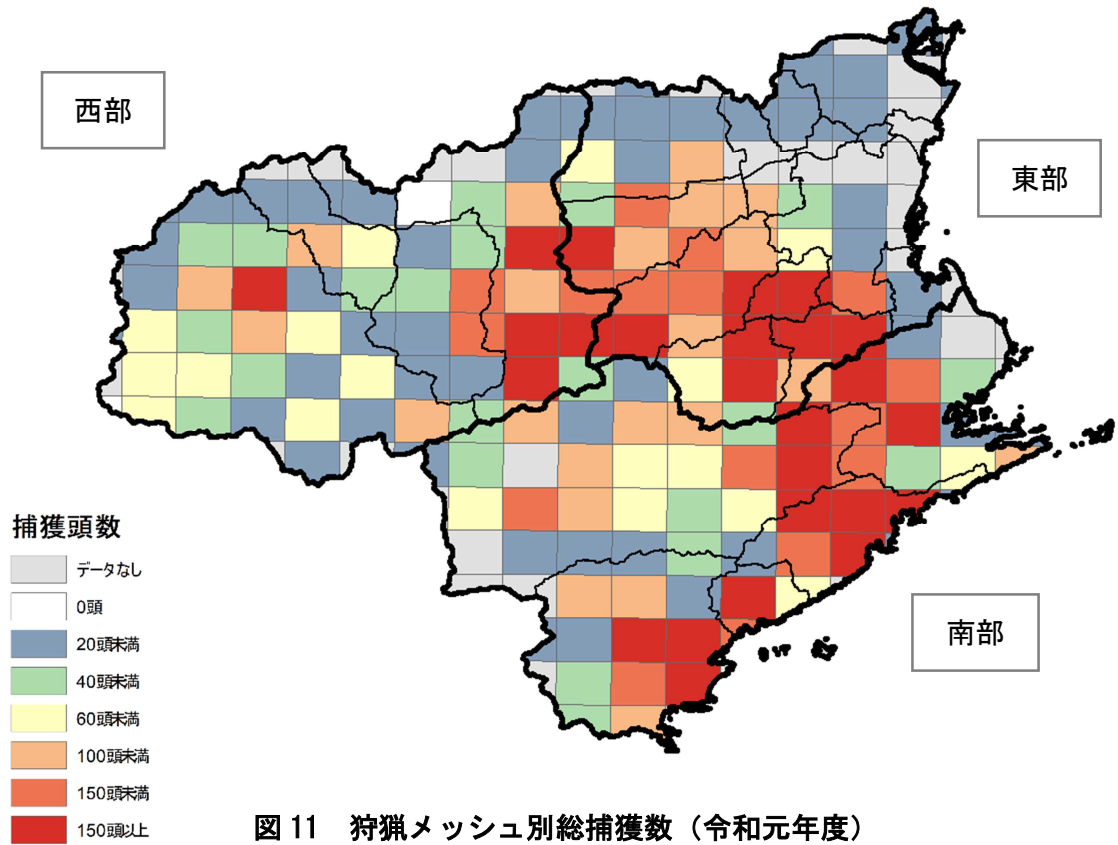 西部
東部
南部
捕獲頭数
データなし
0頭
20頭未満
40頭未満
60頭未満
100頭未満
150頭未満
150頭以上
図 11　狩猟メッシュ別総捕獲数（令和元年度）